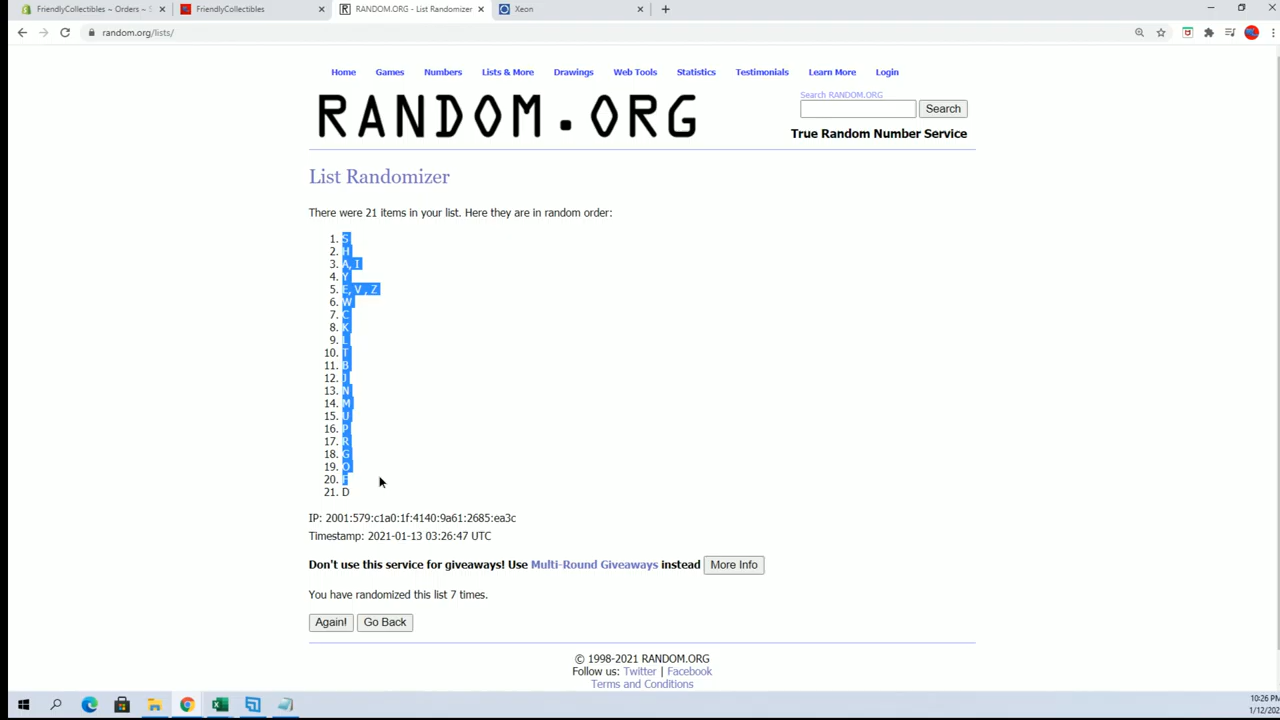 FriendlyCollectibles ~ Orders ~ S
FriendlyCollectibles
RANDOM.ORG - List Randomizer
Xeon
random.org/lists/
Home Games Numbers Lists & More Drawings Web Tools Statistics Testimonials Learn More Login
RANDOM.ORG
Search RANDOM.ORG
Search
True Random Number Service
List Randomizer
There were 21 items in your list. Here they are in random order:
1. S
2. H
3. A, I
4. Y
5. E, V , Z
6. W
7. C
8. K
9. L
10. T
11. B
12. J
13. N
14. M
15. U
16. P
17. R
18. G
19. O
20. F
21. D
IP: 2001:579:c1a0:1f:4140:9a61:2685:ea3c
Timestamp: 2021-01-13 03:26:47 UTC
Don't use this service for giveaways! Use Multi-Round Giveaways instead More Info
You have randomized this list 7 times.
Again! Go Back
© 1998-2021 RANDOM.ORG
Follow us: Twitter | Facebook
Terms and Conditions
10:26 PM
1/12/202